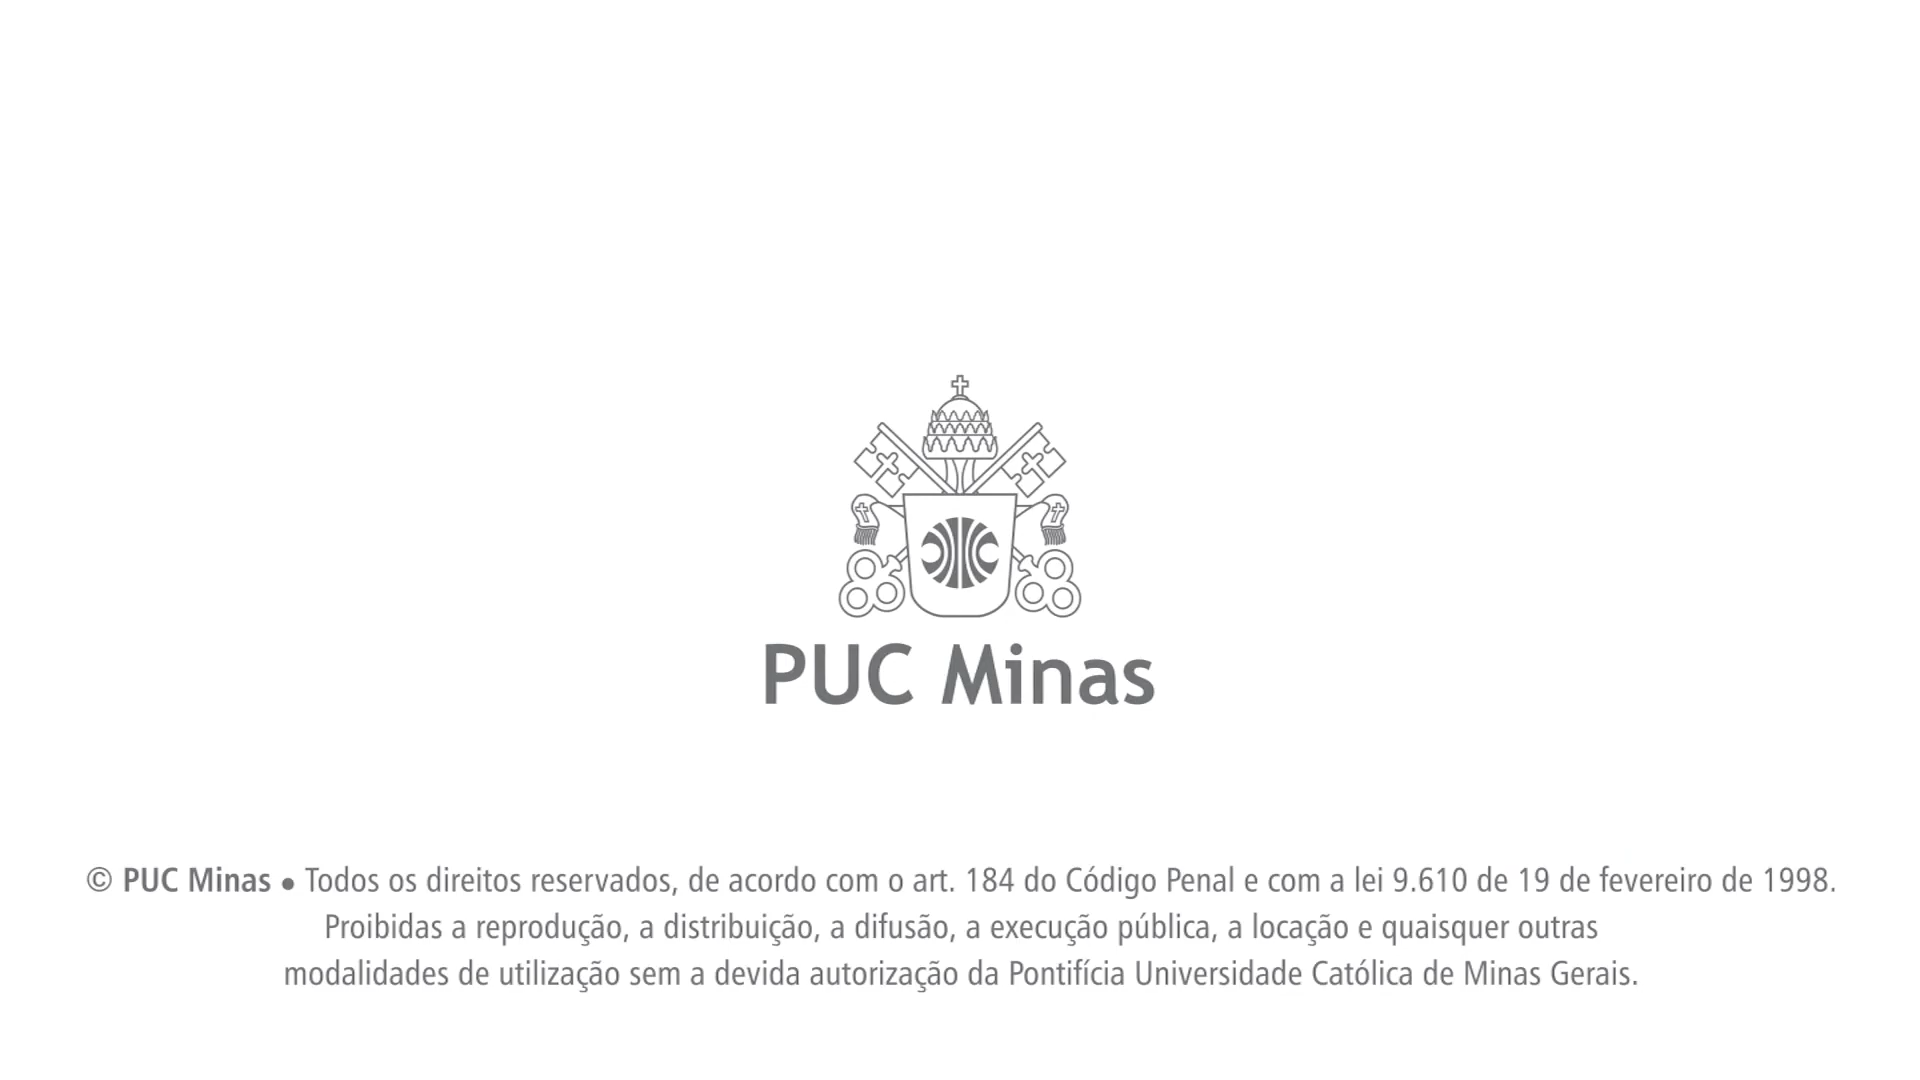 PUC Minas
© PUC Minas ● Todos os direitos reservados, de acordo com o art. 184 do Código Penal e com a lei 9.610 de 19 de fevereiro de 1998.
Proibidas a reprodução, a distribuição, a difusão, a execução pública, a locação e quaisquer outras
modalidades de utilização sem a devida autorização da Pontifícia Universidade Católica de Minas Gerais.